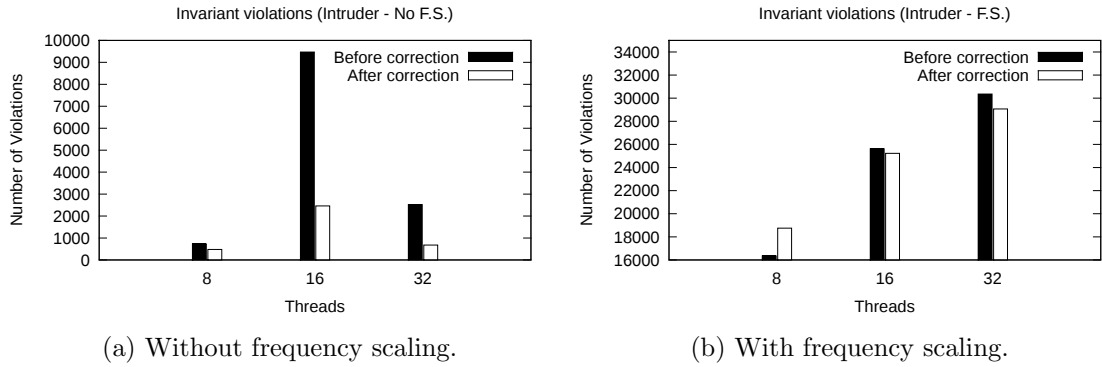 Invariant violations (Intruder - No F.S.)
Number of Violations
10000
9000
8000
7000
6000
5000
4000
3000
2000
1000
0
Before correction
After correction
8 16 32
Threads
(a) Without frequency scaling.
Invariant violations (Intruder - F.S.)
Number of Violations
34000
32000
30000
28000
26000
24000
22000
20000
18000
16000
Before correction
After correction
8 16 32
Threads
(b) With frequency scaling.